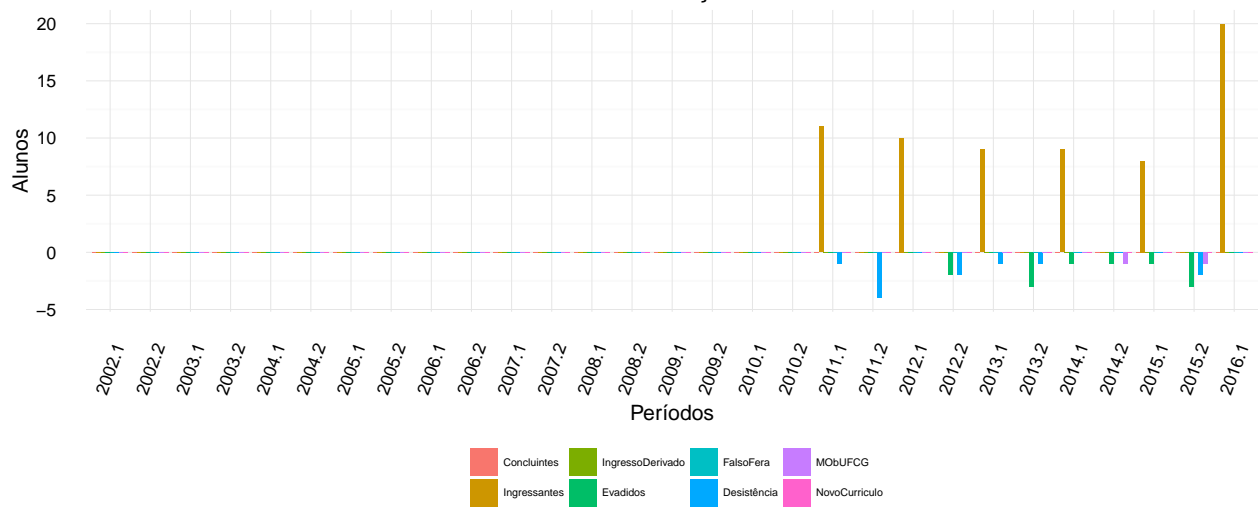 20
15
10
5
0
−5
Alunos
2002.1 2002.2 2003.1 2003.2 2004.1 2004.2 2005.1 2005.2 2006.1 2006.2 2007.1 2007.2 2008.1 2008.2 2009.1 2009.2 2010.1 2010.2 2011.1 2011.2 2012.1 2012.2 2013.1 2013.2 2014.1 2014.2 2015.1 2015.2 2016.1
Períodos
Concluintes IngressoDerivado FalsoFera MObUFCG
Ingressantes Evadidos Desistência NovoCurriculo